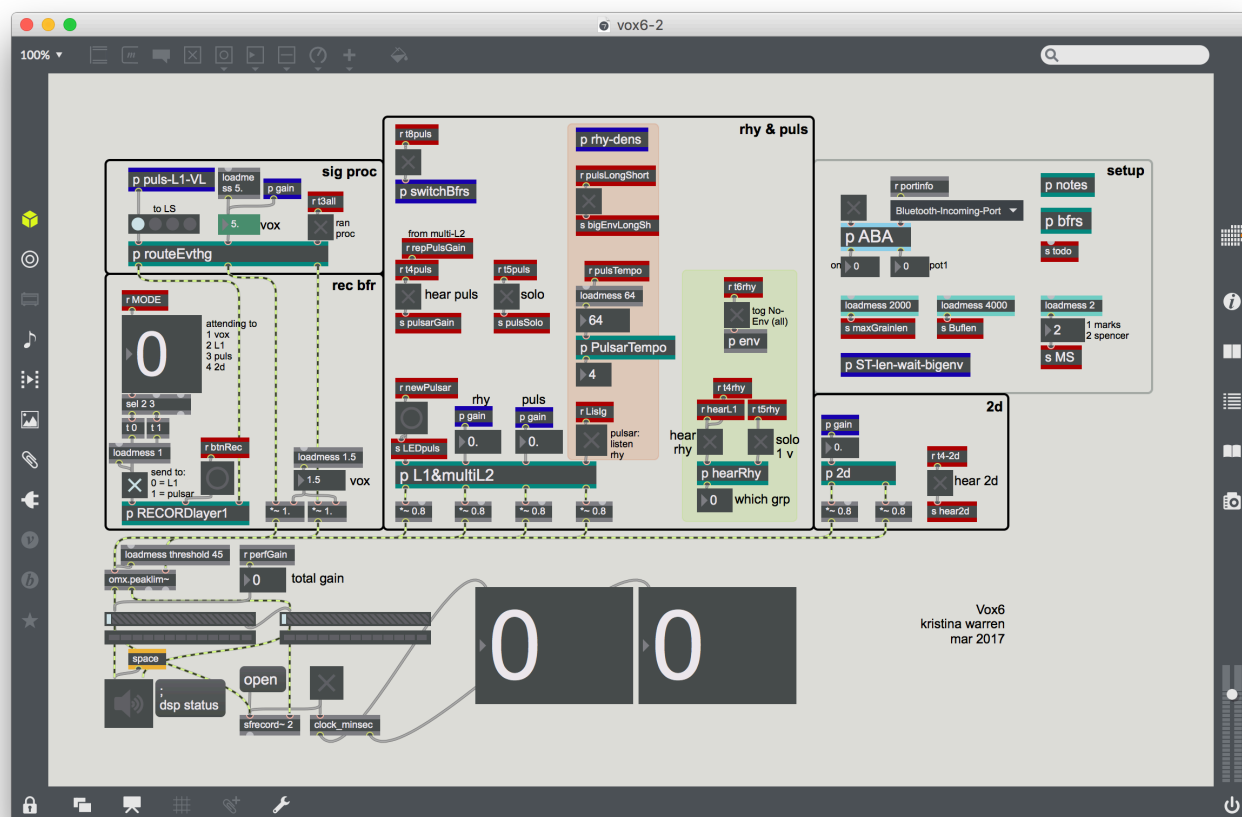 vox6-2
100%
sig proc
p puls-L1-VL
loadme
ss 5.
p gain
r t3all
to LS
5.
vox
ran
proc
p routeEvthg
rec bfr
r MODE
0
attending to
1 vox
2 L1
3 puls
4 2d
sel 2 3
t 0
t 1
loadmess 1
r btnRec
send to:
0 = L1
1 = pulsar
loadmess 1.5
1.5
vox
p RECORDlayer1
*~ 1.
*~ 1.
rhy & puls
r t8puls
p switchBfrs
from multi-L2
r repPulsGain
r t4puls
hear puls
s pulsarGain
r t5puls
solo
s pulsSolo
p rhy-dens
r pulsLongShort
s bigEnvLongSh
r pulsTempo
loadmess 64
64
p PulsarTempo
4
r LisIg
pulsar:
listen
rhy
r newPulsar
s LEDpuls
rhy
p gain
0.
puls
p gain
0.
p L1&multiL2
*~ 0.8
*~ 0.8
*~ 0.8
*~ 0.8
r t6rhy
tog No-
Env (all)
p env
r t4rhy
r hearL1
r t5rhy
hear
rhy
solo
1 v
p hearRhy
0
which grp
setup
r portinfo
Bluetooth-Incoming-Port
p ABA
on
0
0
pot1
p notes
p bfrs
s todo
loadmess 2000
s maxGrainlen
loadmess 4000
s Buflen
loadmess 2
2
1 marks
2 spencer
s MS
p ST-len-wait-bigenv
2d
p gain
0.
p 2d
r t4-2d
hear 2d
s hear2d
*~ 0.8
*~ 0.8
loadmess threshold 45
omx.peaklim~
r perfGain
0
total gain
space
;
dsp status
open
sfrecord~ 2
clock_minsec
0
0
Vox6
kristina warren
mar 2017